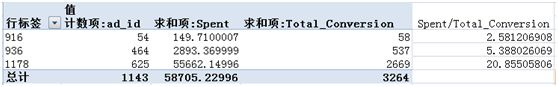 值
行标签 计数项:ad_id 求和项:Spent 求和项:Total_Conversion Spent/Total_Conversion
916 54 149.7100007 58 2.581206908
936 464 2893.369999 537 5.388026069
1178 625 55662.14996 2669 20.85505806
总计 1143 58705.22996 3264